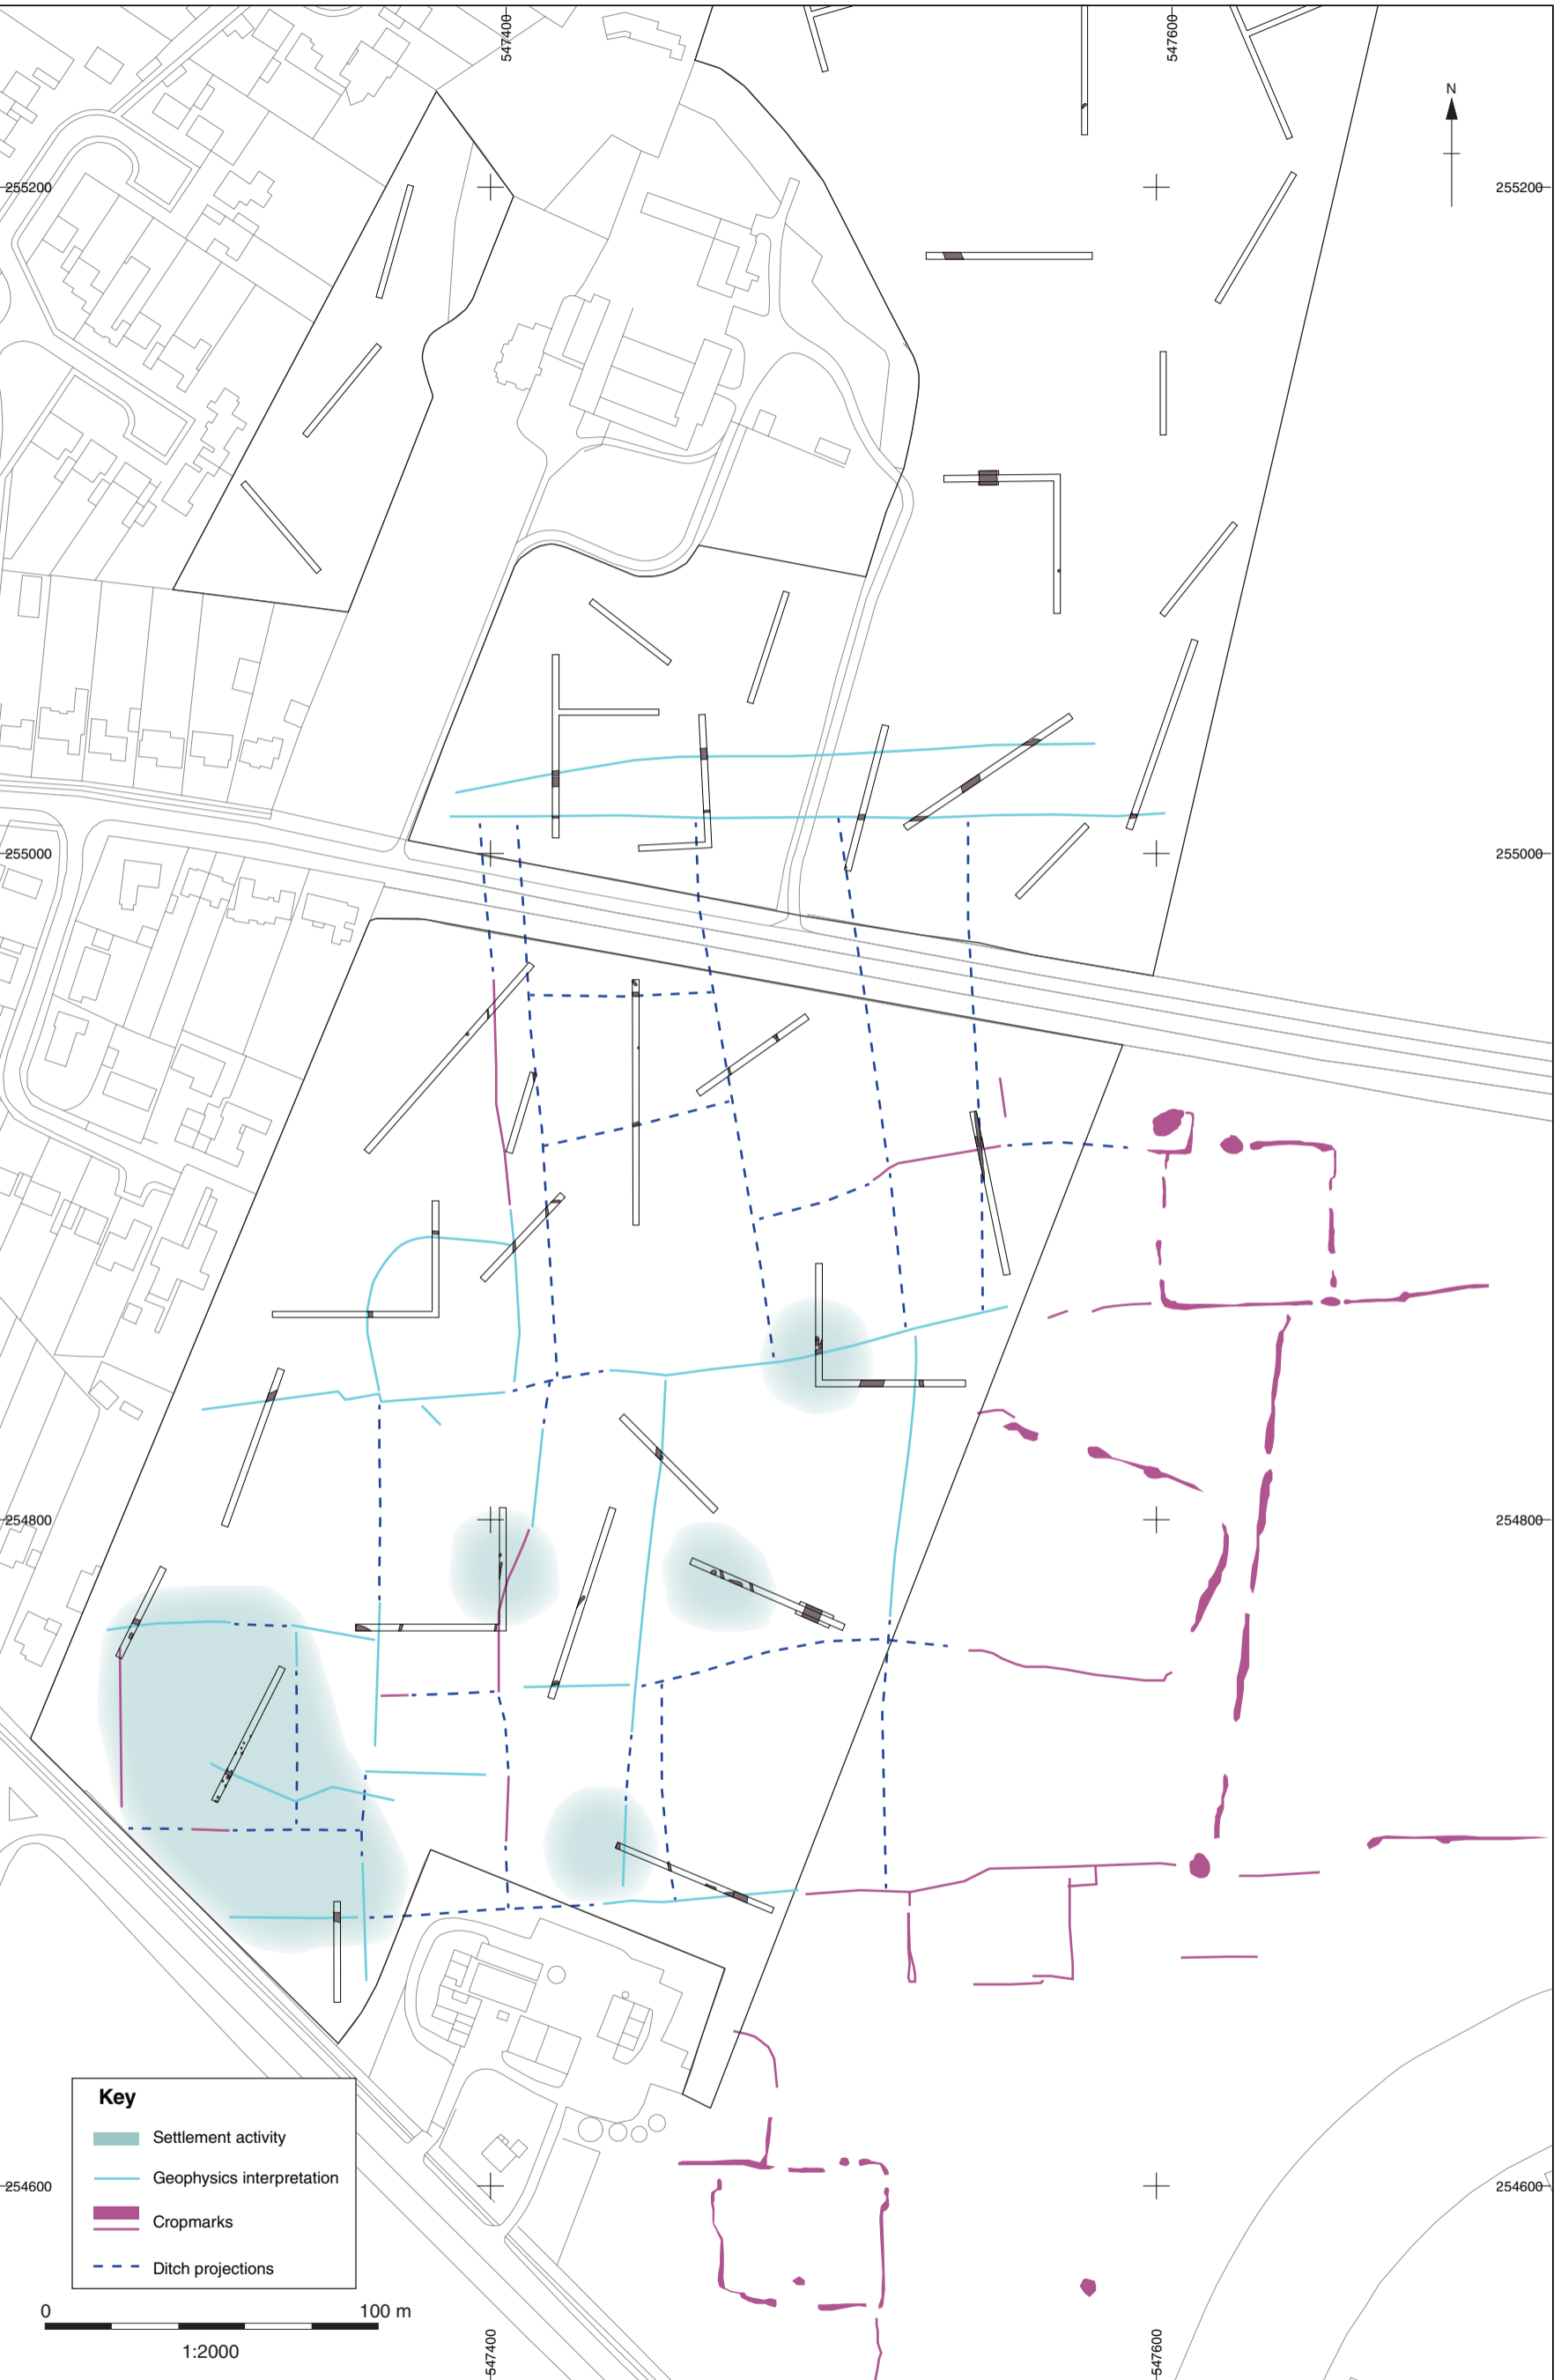 547400
547600
N
255200
255200
255000
255000
254800
254800
Key
Settlement activity
Geophysics interpretation
Cropmarks
Ditch projections
254600
254600
0
100 m
1:2000
547400
547600